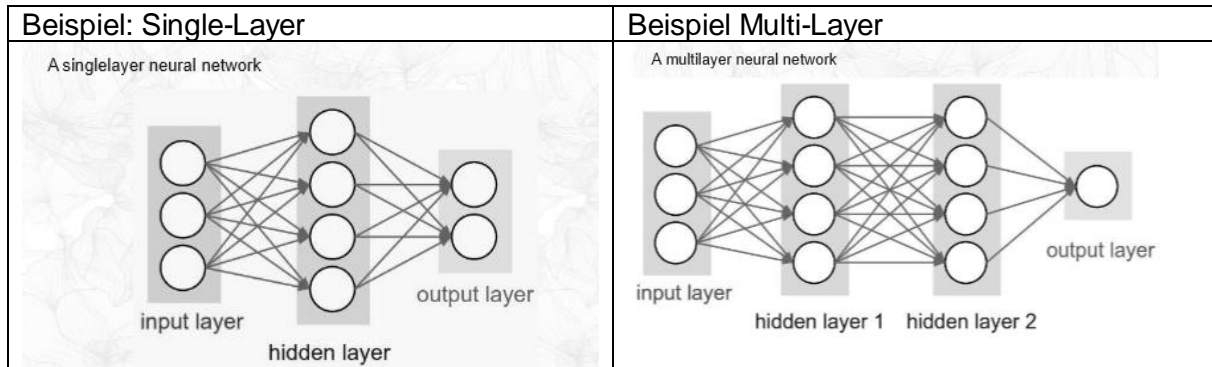 Beispiel: Single-Layer
Beispiel Multi-Layer
A singlelayer neural network
input layer
hidden layer
output layer
A multilayer neural network
input layer
hidden layer 1
hidden layer 2
output layer